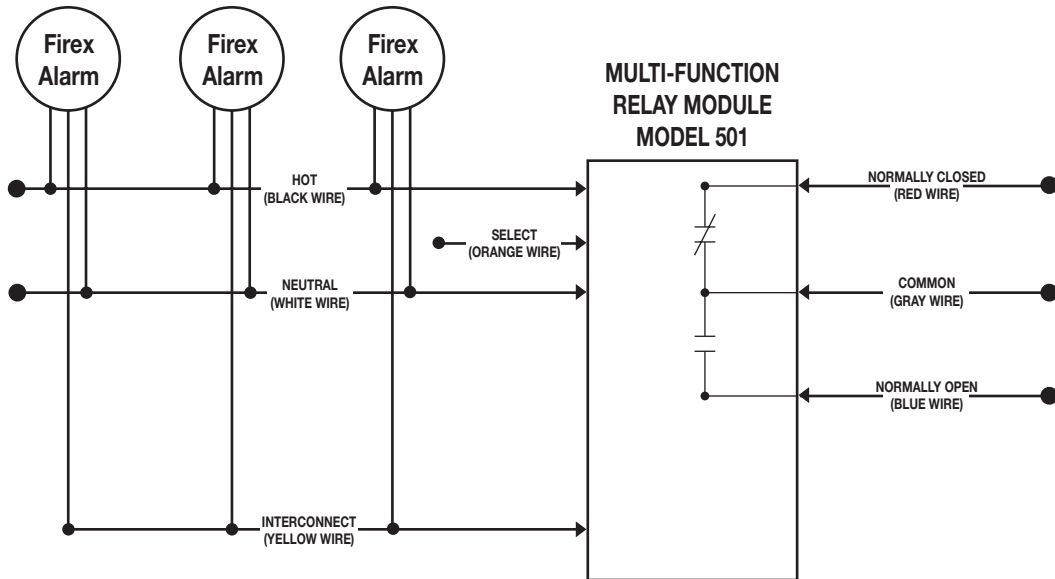 Firex
Alarm
Firex
Alarm
Firex
Alarm
MULTI-FUNCTION
RELAY MODULE
MODEL 501
HOT
(BLACK WIRE)
SELECT
(ORANGE WIRE)
NEUTRAL
(WHITE WIRE)
INTERCONNECT
(YELLOW WIRE)
NORMALLY CLOSED
(RED WIRE)
COMMON
(GRAY WIRE)
NORMALLY OPEN
(BLUE WIRE)